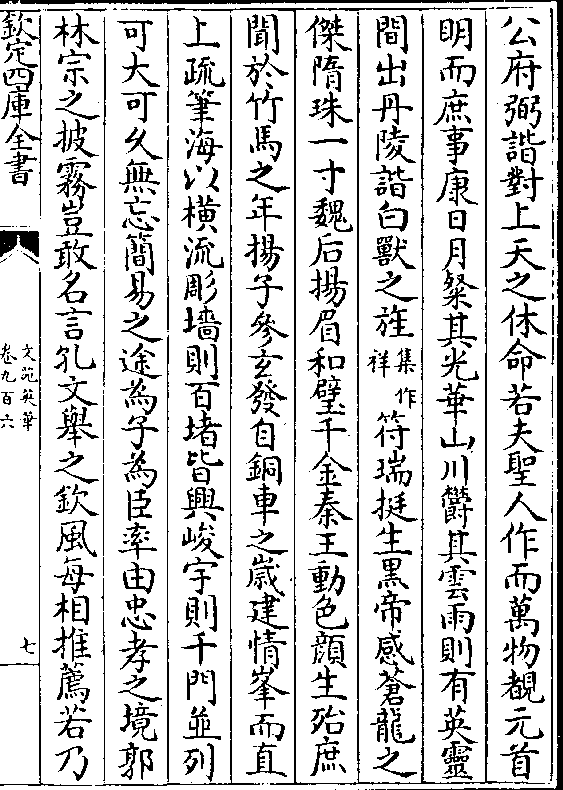 公府弼諧對上天之休命若夫聖人作而萬物覩元首
明而庶事康日月粲其光華山川欝其雲雨則有英靈
間出丹陵諧白獸之旌集作祥符瑞挺生黒帝感蒼龍之
傑隋珠一寸魏后揚眉和璧千金秦王動色顔生殆庶
聞於竹馬之年揚子參玄發自銅車之嵗建情峯而直
上疏筆海以横流彫墻則百堵皆興峻宇則千門並列
可大可久無忘簡易之途為子為臣率由忠孝之境郭
林宗之披霧豈敢名言孔文舉之欽風每相推薦若乃
欽定四庫全書
文苑英華
卷九百六
七